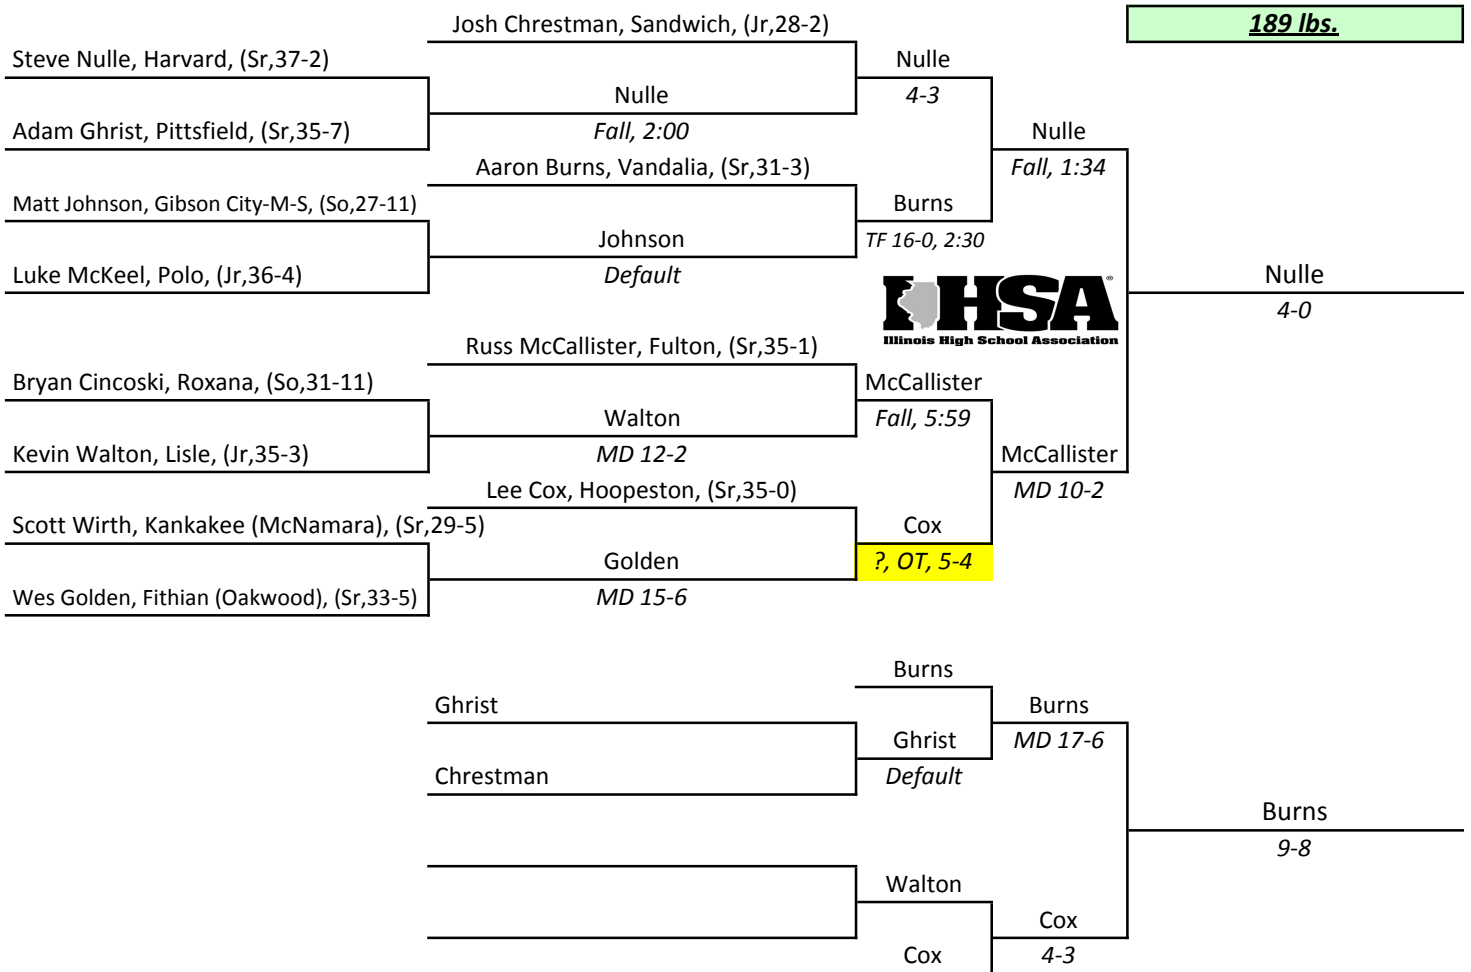 Josh Chrestman, Sandwich, (Jr,28-2)
189 lbs.
Steve Nulle, Harvard, (Sr,37-2)
Nulle
Nulle
4-3
Adam Ghrist, Pittsfield, (Sr,35-7)
Fall, 2:00
Nulle
Aaron Burns, Vandalia, (Sr,31-3)
Fall, 1:34
Matt Johnson, Gibson City-M-S, (So,27-11)
Burns
Johnson
TF 16-0, 2:30
Luke McKeel, Polo, (Jr,36-4)
Default
Nulle
IHSA
4-0
Illinois High School Association
Russ McCallister, Fulton, (Sr,35-1)
Bryan Cincoski, Roxana, (So,31-11)
McCallister
Walton
Fall, 5:59
Kevin Walton, Lisle, (Jr,35-3)
MD 12-2
McCallister
Lee Cox, Hoopeston, (Sr,35-0)
MD 10-2
Scott Wirth, Kankakee (McNamara), (Sr,29-5)
Cox
Golden
?, OT, 5-4
Wes Golden, Fithian (Oakwood), (Sr,33-5)
MD 15-6
Burns
Ghrist
Burns
Ghrist
MD 17-6
Chrestman
Default
Burns
9-8
Walton
Cox
Cox
4-3